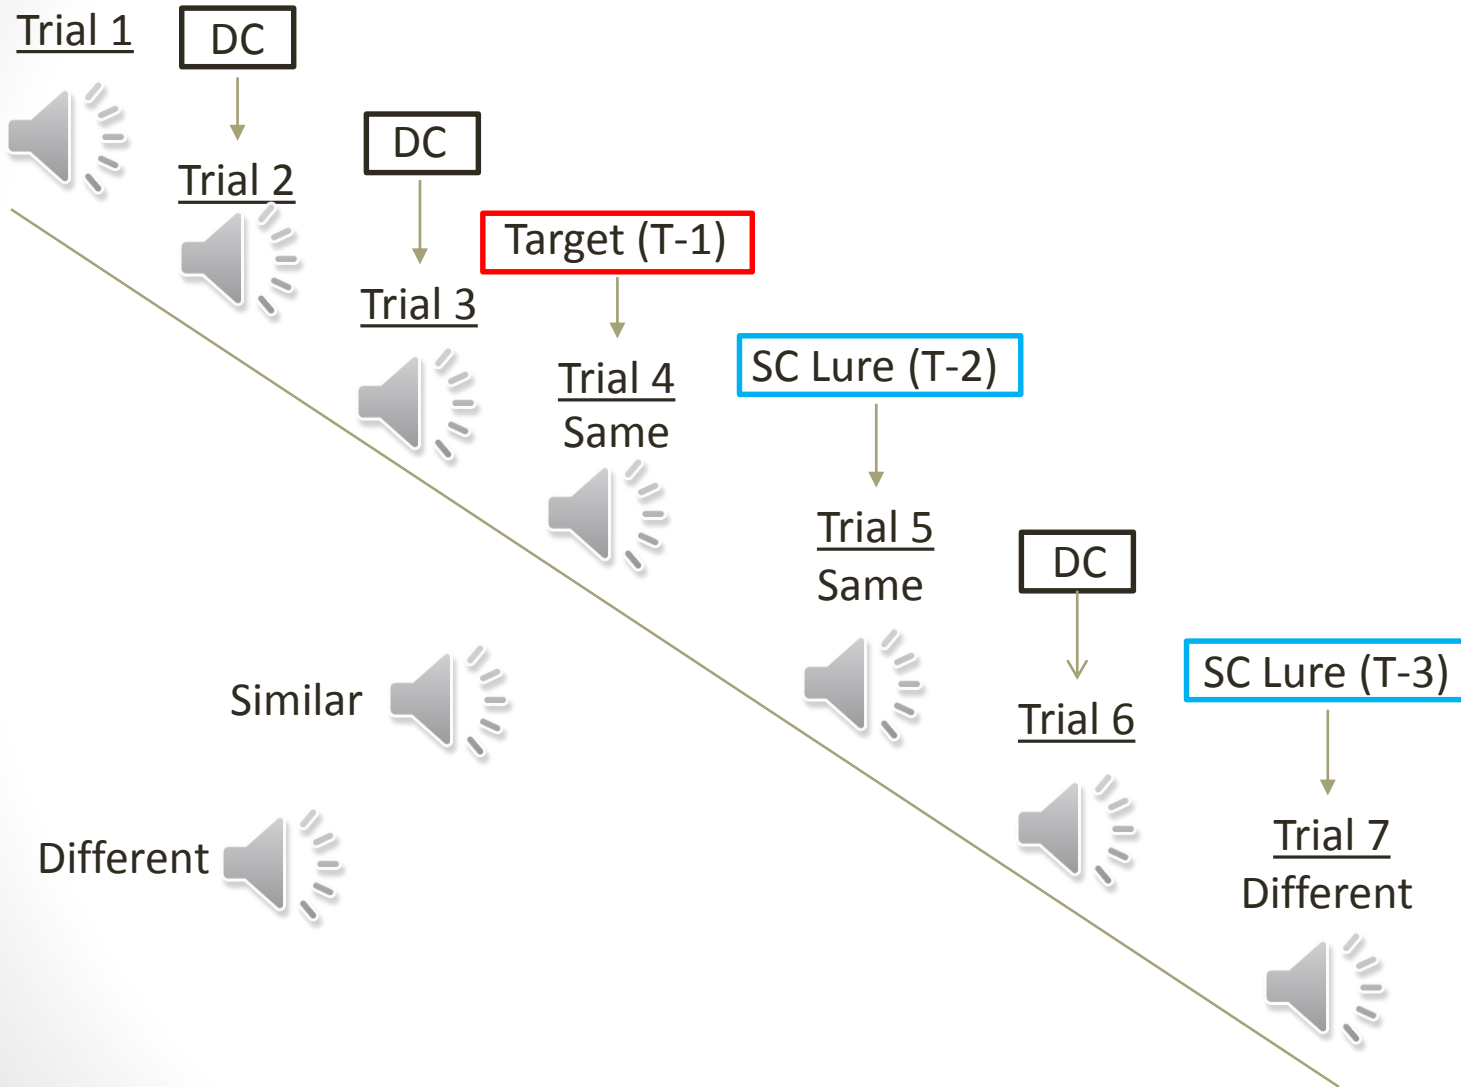 Trial 1
DC
Trial 2
DC
Trial 3
Target (T-1)
Trial 4
Same
SC Lure (T-2)
Trial 5
Same
DC
Trial 6
SC Lure (T-3)
Trial 7
Different
Similar
Different